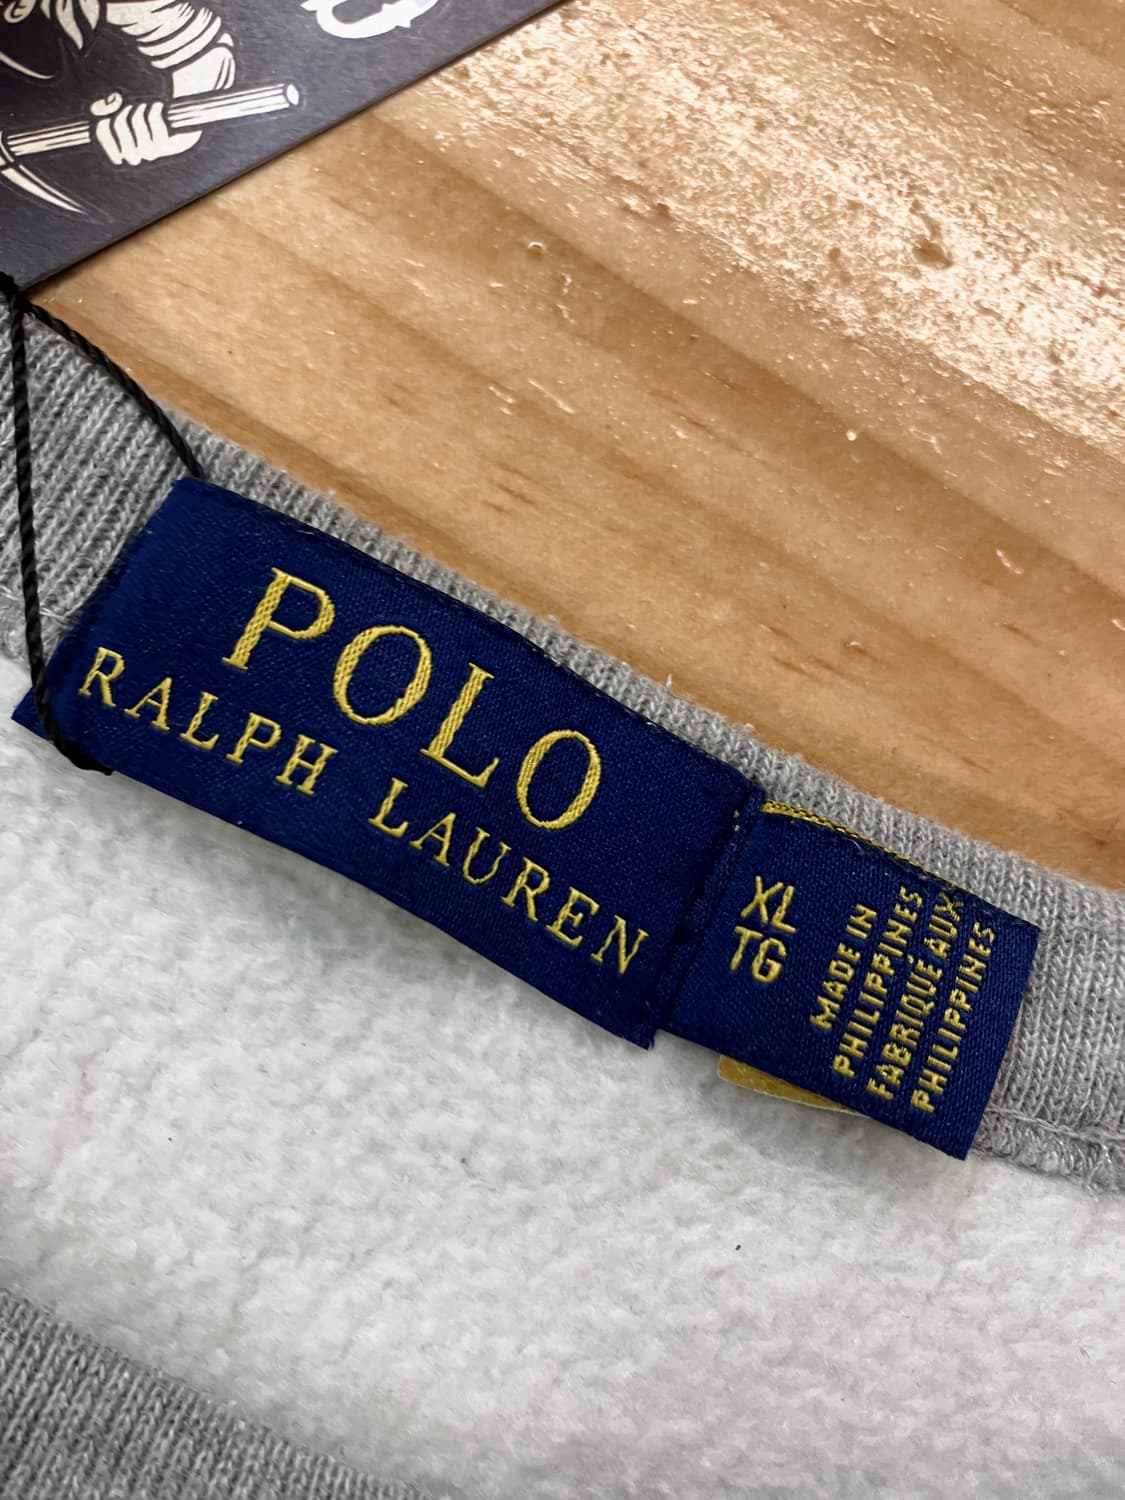 POLO
RALPH LAUREN
XL
TG
MADE IN
PHILIPPINES
FABRIQUÉ AUX
PHILIPPINES